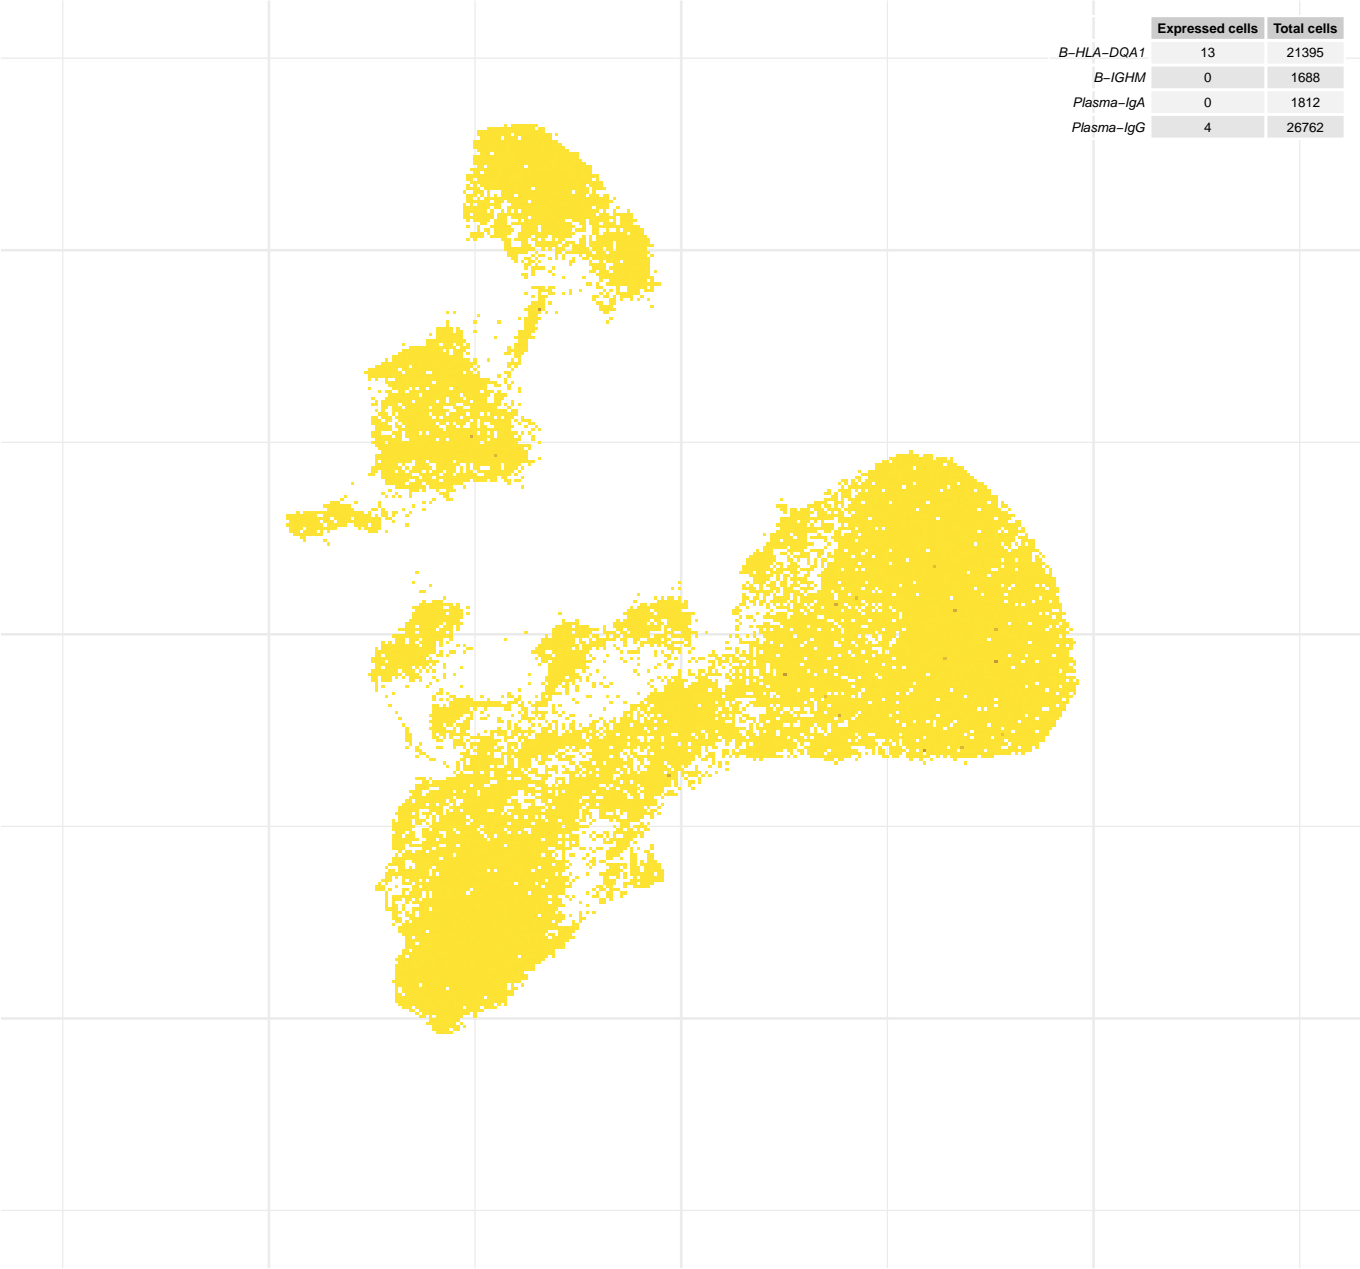 Expressed cells Total cells
B−HLA−DQA1 13 21395
B−IGHM 0 1688
Plasma−IgA 0 1812
Plasma−IgG 4 26762